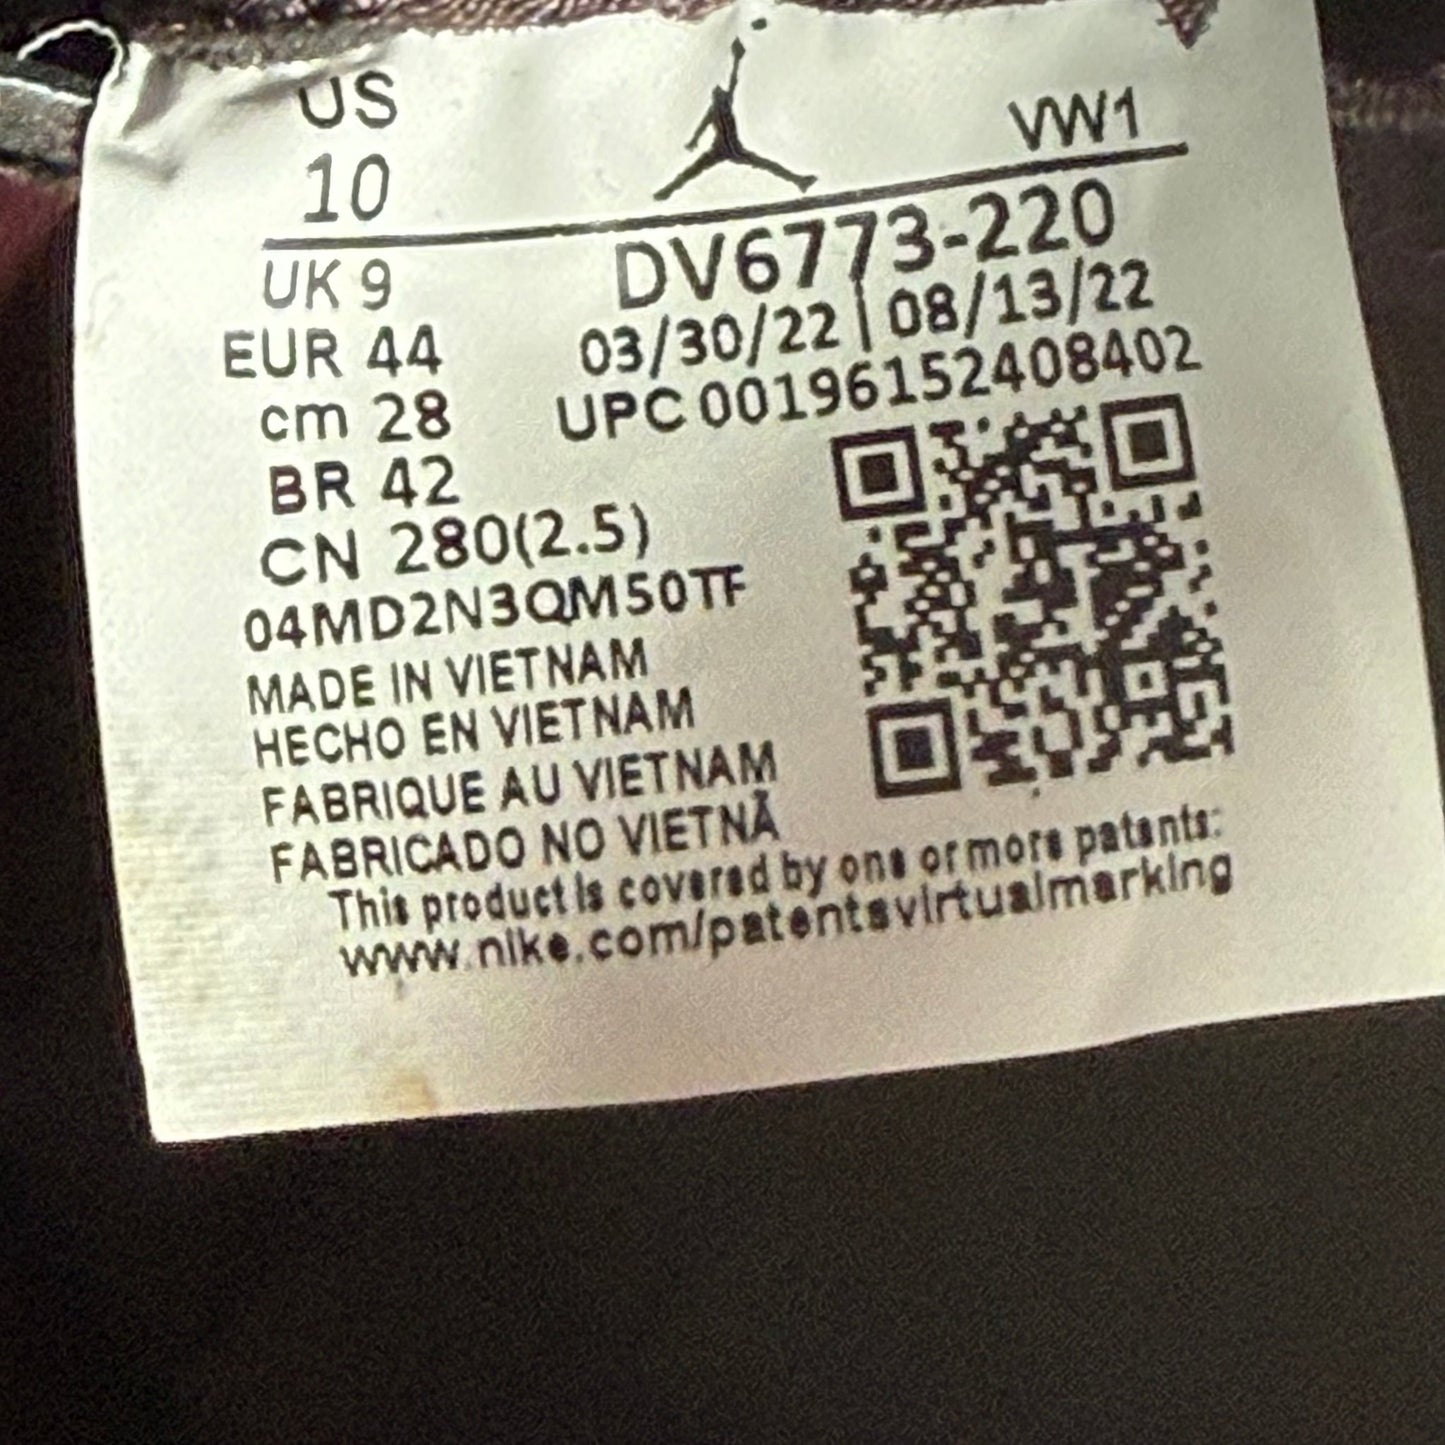 US
10
VW1
UK 9
EUR 44
cm 28
BR 42
CN 280(2.5)
DV6773-220
03/30/22 | 08/13/22
UPC 00196152408402
04MD2N3QM50TF
MADE IN VIETNAM
HECHO EN VIETNAM
FABRIQUE AU VIETNAM
FABRICADO NO VIETNÃ
This product is covered by one or more patents:
www.nike.com/patentsvirtualmarking